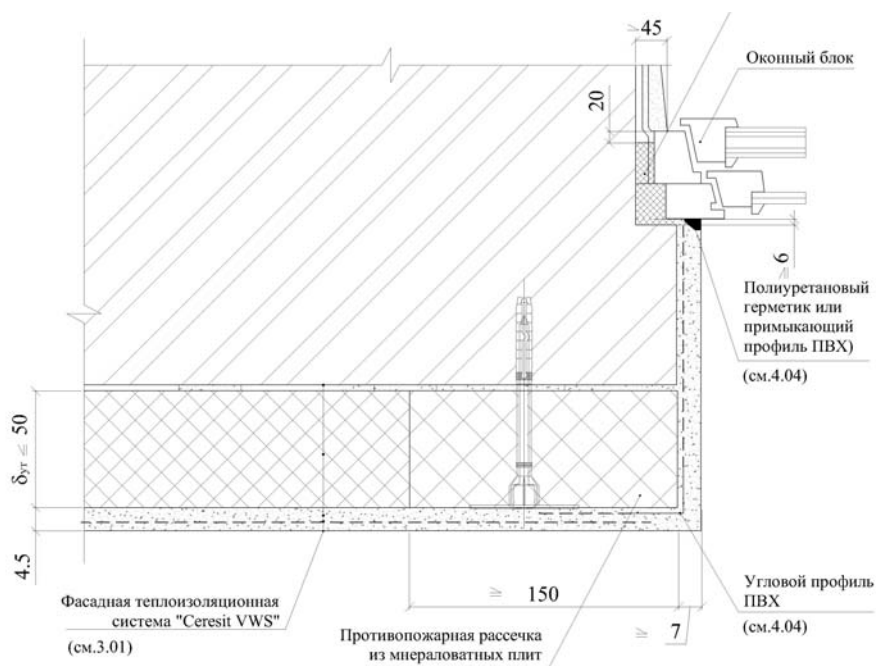 ≥ 45
Оконный блок
20
≥ 6
Полиуретановый
герметик или
примыкающий
профиль ПВХ)
(см.4.04)
δут ≤ 50
4.5
≥ 150
≥ 7
Угловой профиль
ПВХ
(см.4.04)
Фасадная теплоизоляционная
система "Ceresit VWS"
(см.3.01)
Противопожарная рассечка
из мнераловатных плит